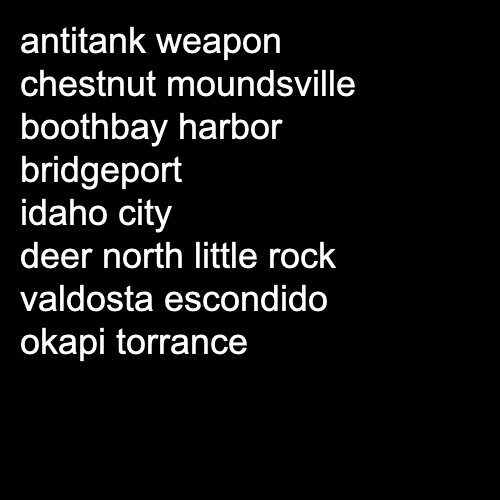 antitank weapon
chestnut moundsville
boothbay harbor
bridgeport
idaho city
deer north little rock
valdosta escondido
okapi torrance